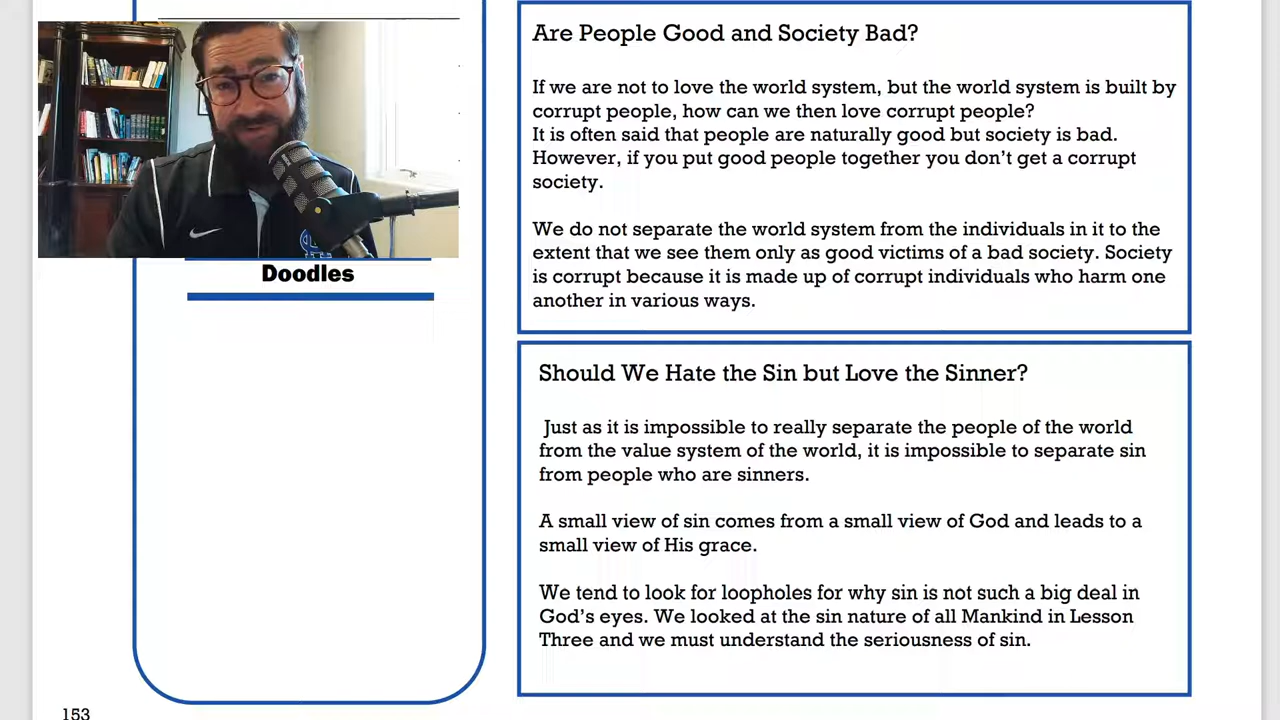 Doodles
Are People Good and Society Bad?
If we are not to love the world system, but the world system is built by
corrupt people, how can we then love corrupt people?
It is often said that people are naturally good but society is bad.
However, if you put good people together you don’t get a corrupt
society.
We do not separate the world system from the individuals in it to the
extent that we see them only as good victims of a bad society. Society
is corrupt because it is made up of corrupt individuals who harm one
another in various ways.
Should We Hate the Sin but Love the Sinner?
Just as it is impossible to really separate the people of the world
from the value system of the world, it is impossible to separate sin
from people who are sinners.
A small view of sin comes from a small view of God and leads to a
small view of His grace.
We tend to look for loopholes for why sin is not such a big deal in
God’s eyes. We looked at the sin nature of all Mankind in Lesson
Three and we must understand the seriousness of sin.
153